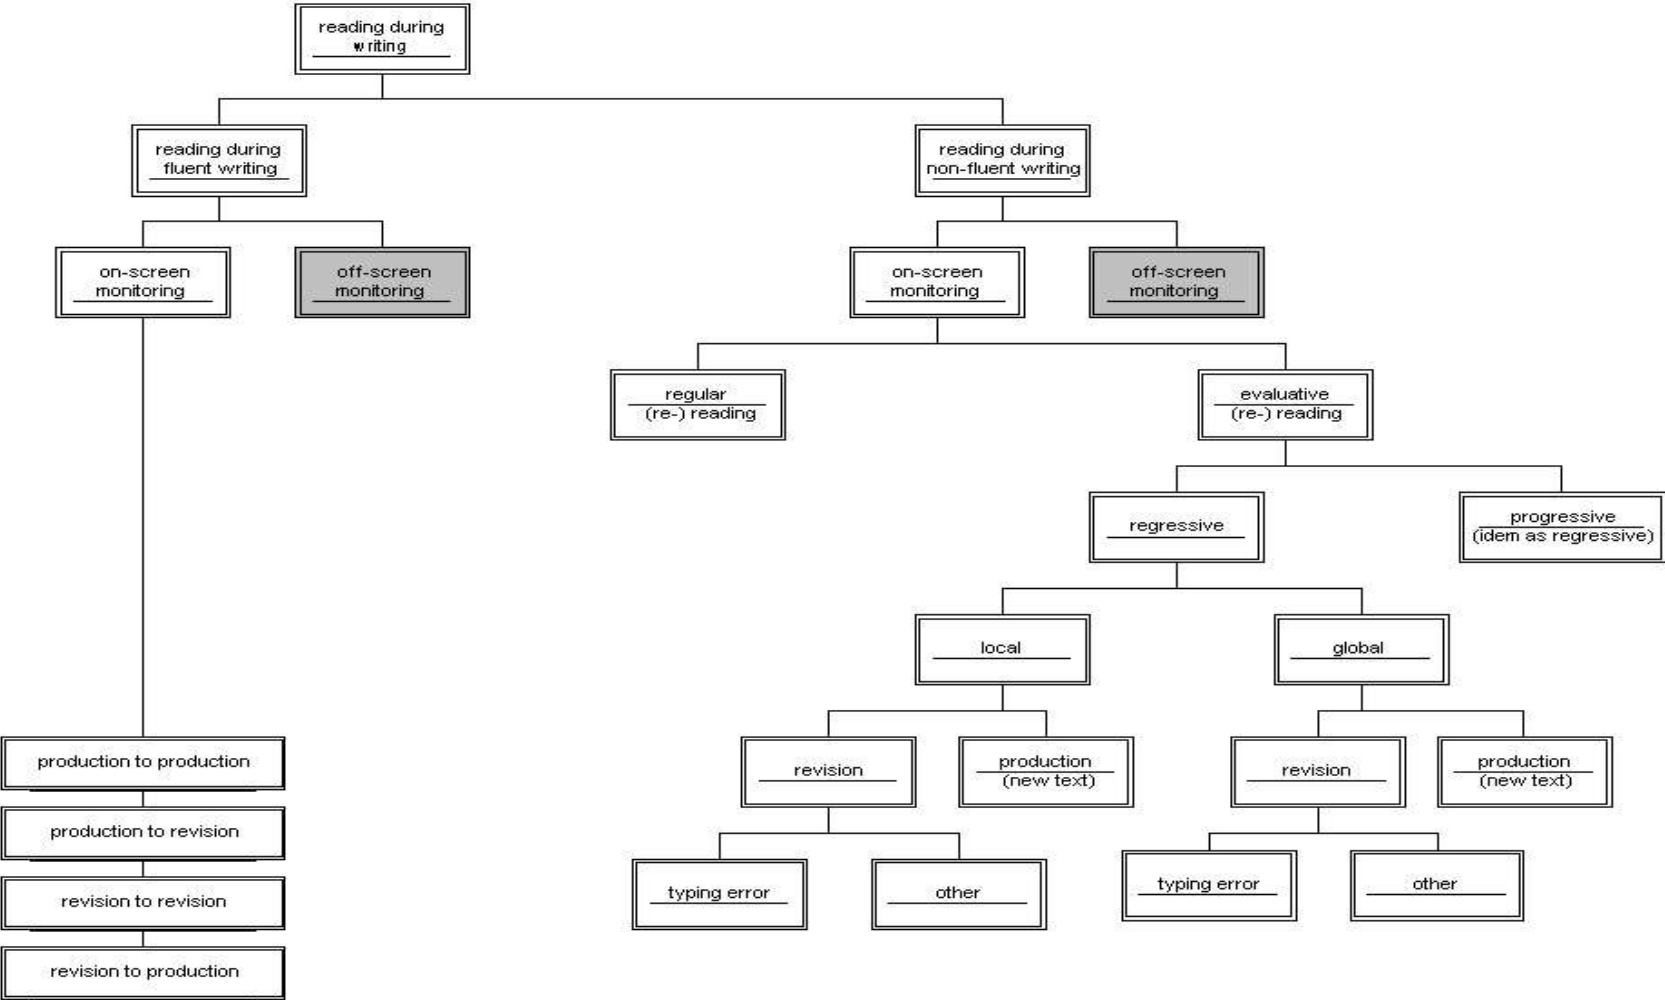 reading during
writing
reading during
fluent writing
reading during
non-fluent writing
on-screen
monitoring
off-screen
monitoring
on-screen
monitoring
off-screen
monitoring
regular
(re-) reading
evaluative
(re-) reading
regressive
progressive
(idem as regressive)
local
global
revision
production
(new text)
revision
production
(new text)
typing error
other
typing error
other
production to production
production to revision
revision to revision
revision to production